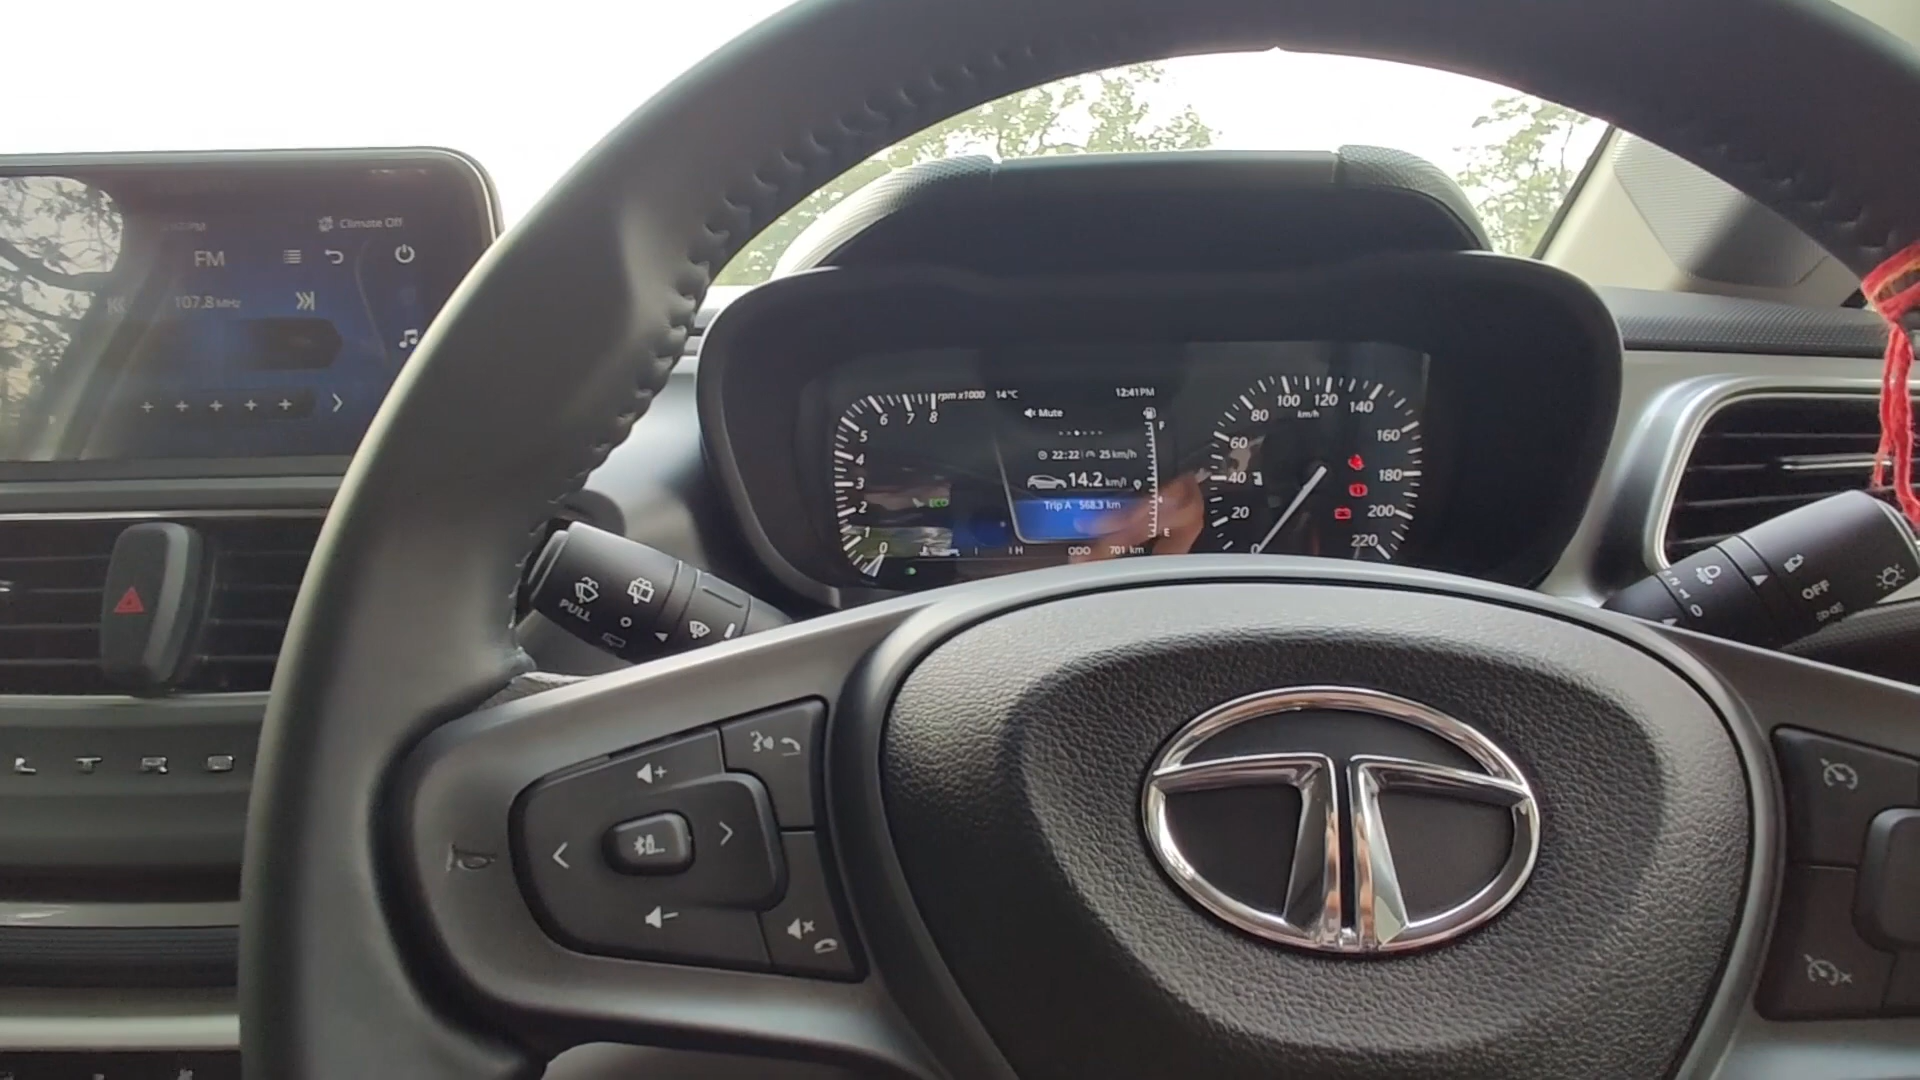 Climate Off
FM
107.8 MHz
rpm x1000 14°C 12:41PM
Mute
22:22 25 km/h
14.2 km/l
Trip A 568.3 km
ECO
ODO 701 km
0
1
2
3
4
5
6
7
8
F
E
km/h
0
20
40
60
80
100
120
140
160
180
200
220
PULL
OFF
LTRO